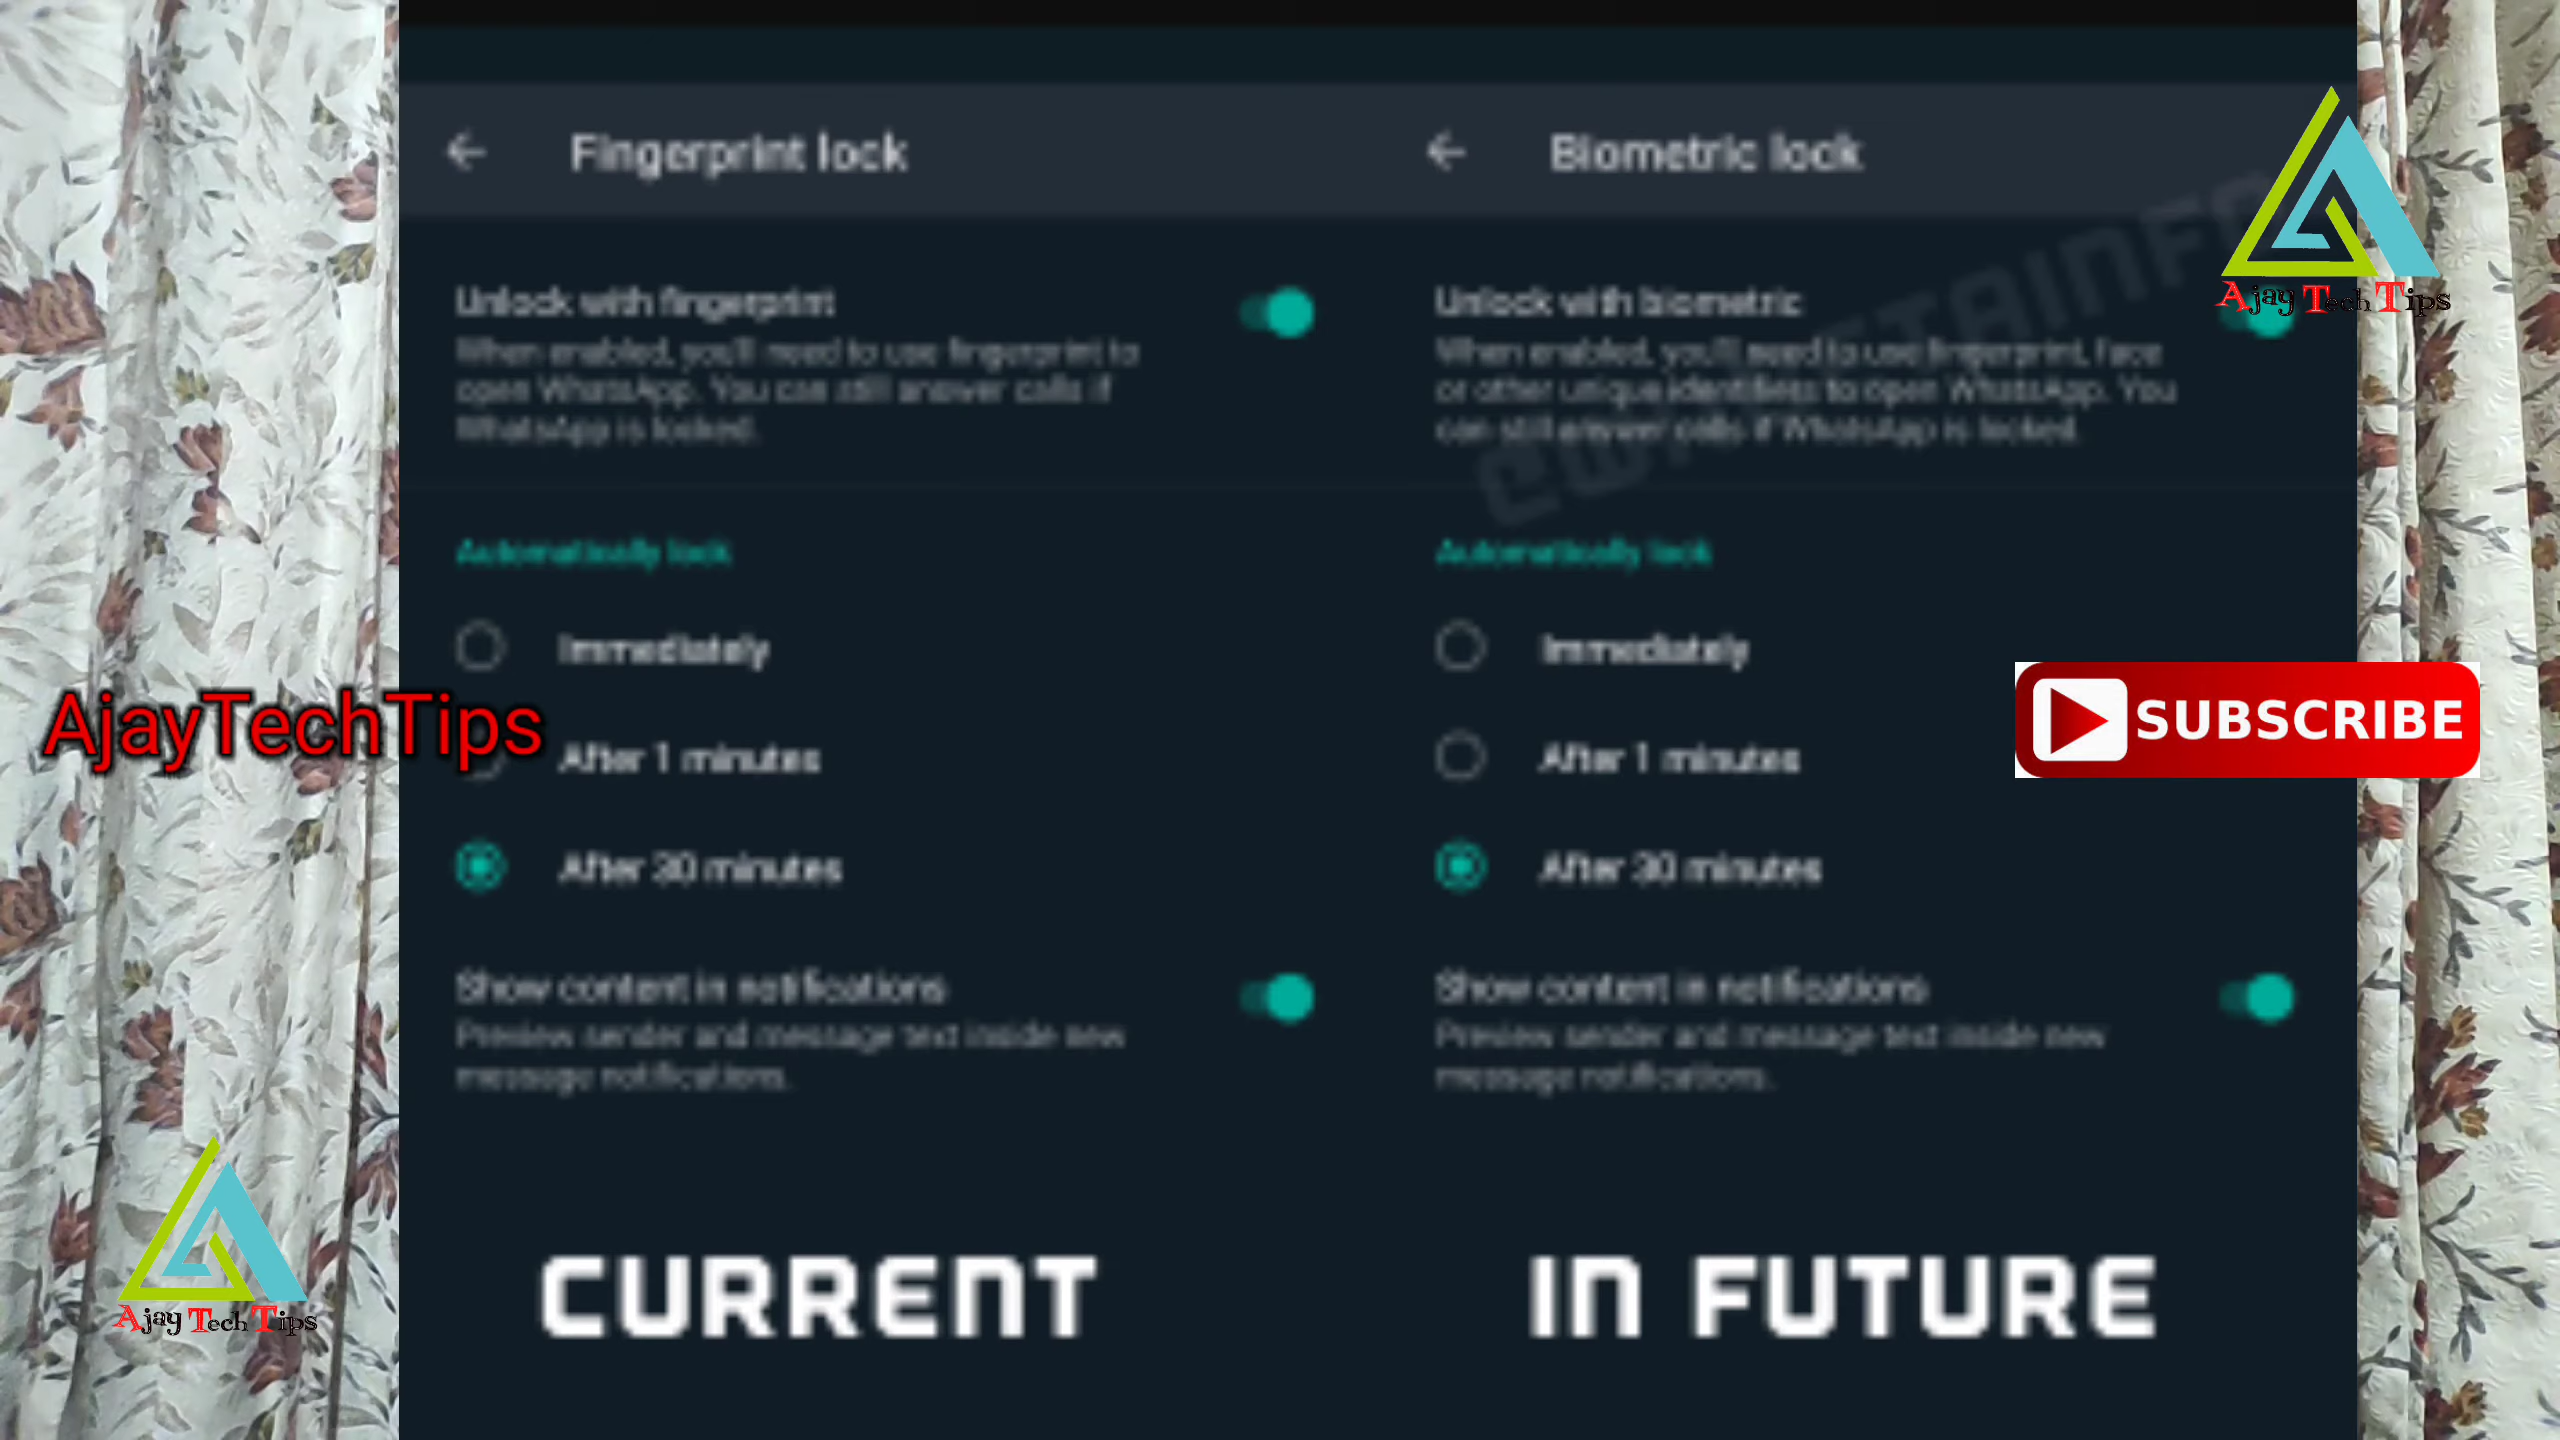 Fingerprint lock
Unlock with fingerprint
When enabled, you'll need to use fingerprint to
open WhatsApp. You can still answer calls if
WhatsApp is locked.
Automatically lock
Immediately
After 1 minutes
After 30 minutes
Show content in notifications
Preview sender and message text inside new
message notifications.
CURRENT
Biometric lock
Unlock with biometric
When enabled, you'll need to use fingerprint, face
or other unique identifiers to open WhatsApp. You
can still answer calls if WhatsApp is locked.
Automatically lock
Immediately
After 1 minutes
After 30 minutes
Show content in notifications
Preview sender and message text inside new
message notifications.
IN FUTURE
AjayTechTips
SUBSCRIBE
Ajay Tech Tips
Ajay Tech Tips